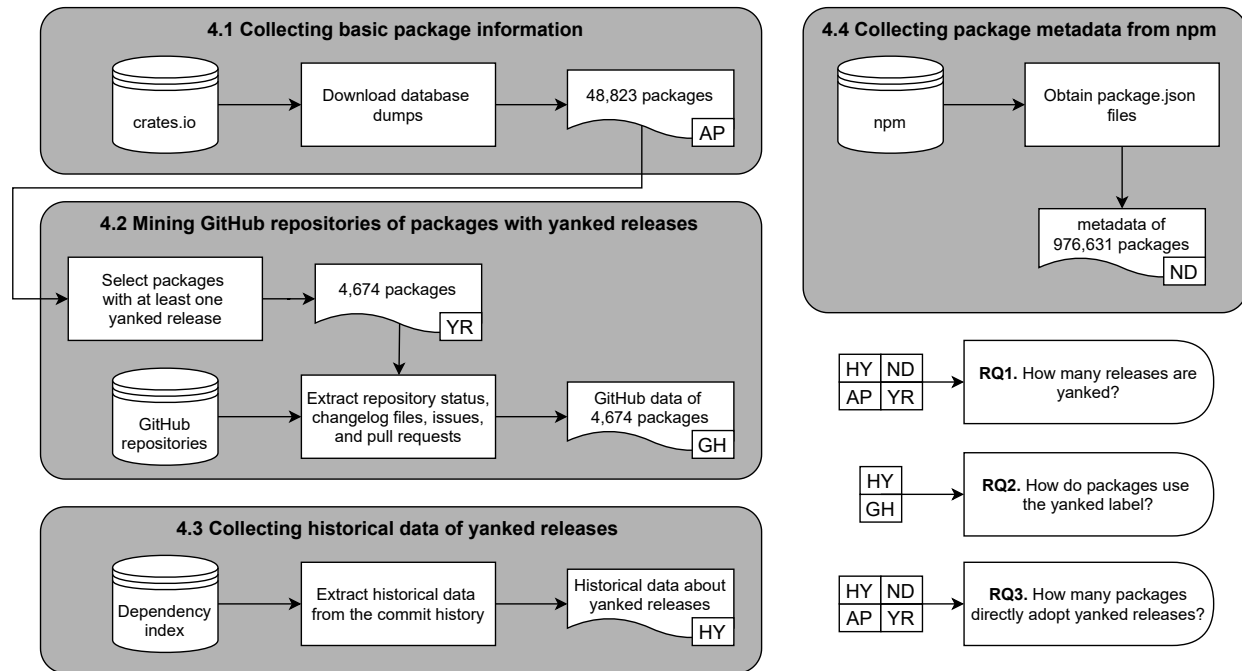 4.1 Collecting basic package information
crates.io
Download database
dumps
48,823 packages
AP
4.2 Mining GitHub repositories of packages with yanked releases
Select packages
with at least one
yanked release
4,674 packages
YR
GitHub
repositories
Extract repository status,
changelog files, issues,
and pull requests
GitHub data of
4,674 packages
GH
4.3 Collecting historical data of yanked releases
Dependency
index
Extract historical data
from the commit history
Historical data about
yanked releases
HY
4.4 Collecting package metadata from npm
npm
Obtain package.json
files
metadata of
976,631 packages
ND
HY ND
AP YR
RQ1. How many releases are
yanked?
HY
GH
RQ2. How do packages use
the yanked label?
HY ND
AP YR
RQ3. How many packages
directly adopt yanked releases?